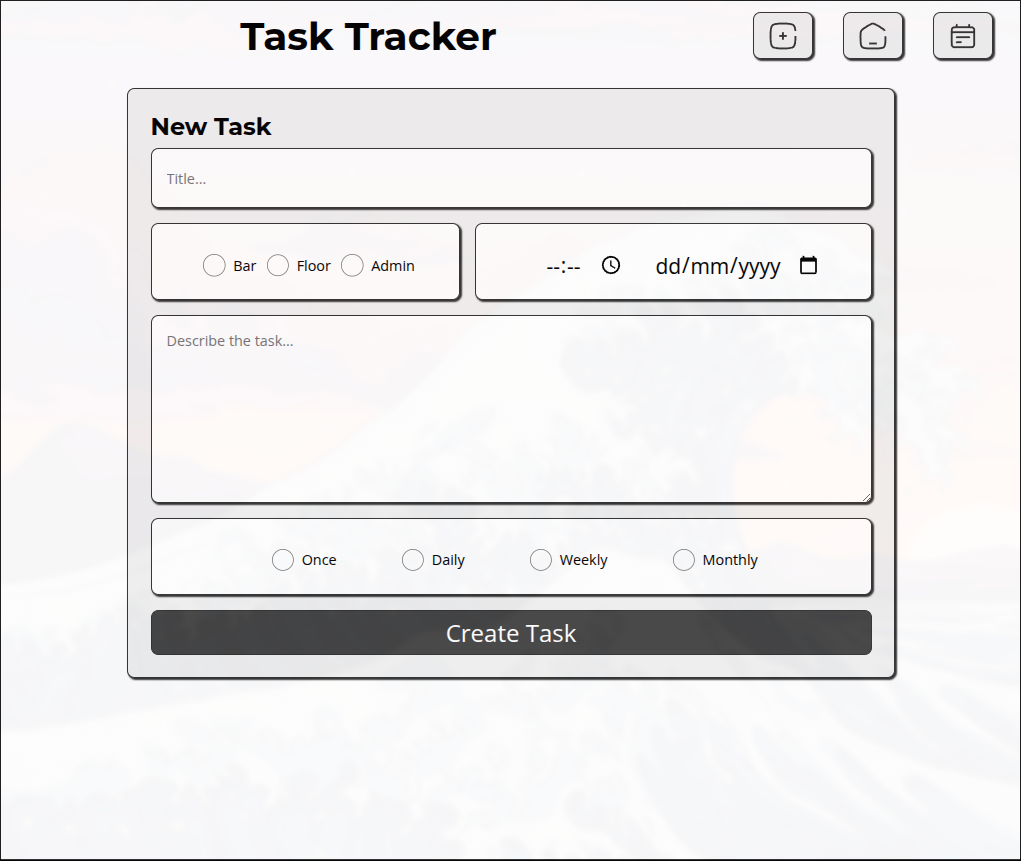 Task Tracker
New Task
Title...
Bar Floor Admin
--:-- dd/mm/yyyy
Describe the task...
Once Daily Weekly Monthly
Create Task